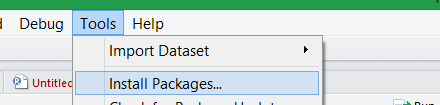 Debug Tools Help
Import Dataset
Untitled
Install Packages...